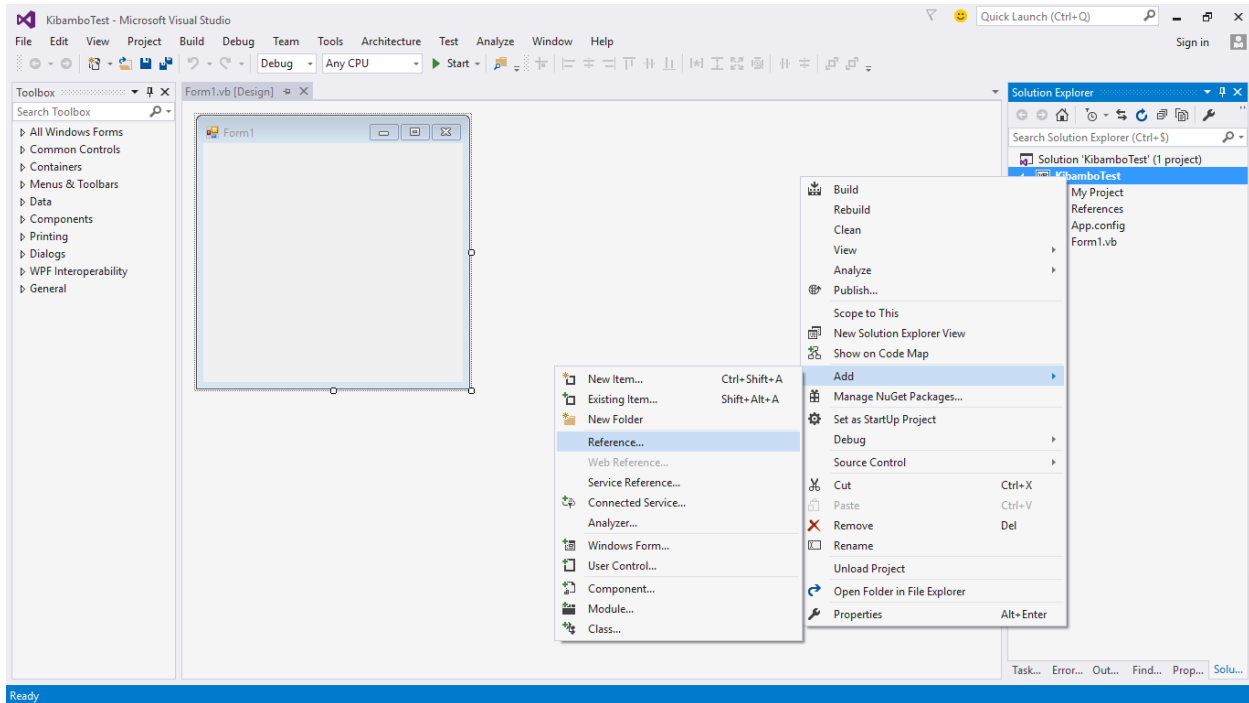 KibamboTest - Microsoft Visual Studio
Quick Launch (Ctrl+Q)
File Edit View Project Build Debug Team Tools Architecture Test Analyze Window Help
Sign in
Debug Any CPU Start
Toolbox
Form1.vb [Design]
Solution Explorer
Search Toolbox
Search Solution Explorer (Ctrl+$)
All Windows Forms
Common Controls
Containers
Menus & Toolbars
Data
Components
Printing
Dialogs
WPF Interoperability
General
Form1
Solution 'KibamboTest' (1 project)
KibamboTest
My Project
References
App.config
Form1.vb
Build
Rebuild
Clean
View
Analyze
Publish...
Scope to This
New Solution Explorer View
Show on Code Map
Add
Manage NuGet Packages...
Set as StartUp Project
Debug
Source Control
Cut Ctrl+X
Paste Ctrl+V
Remove Del
Rename
Unload Project
Open Folder in File Explorer
Properties Alt+Enter
New Item... Ctrl+Shift+A
Existing Item... Shift+Alt+A
New Folder
Reference...
Web Reference...
Service Reference...
Connected Service...
Analyzer...
Windows Form...
User Control...
Component...
Module...
Class...
Task... Error... Out... Find... Prop... Solu...
Ready